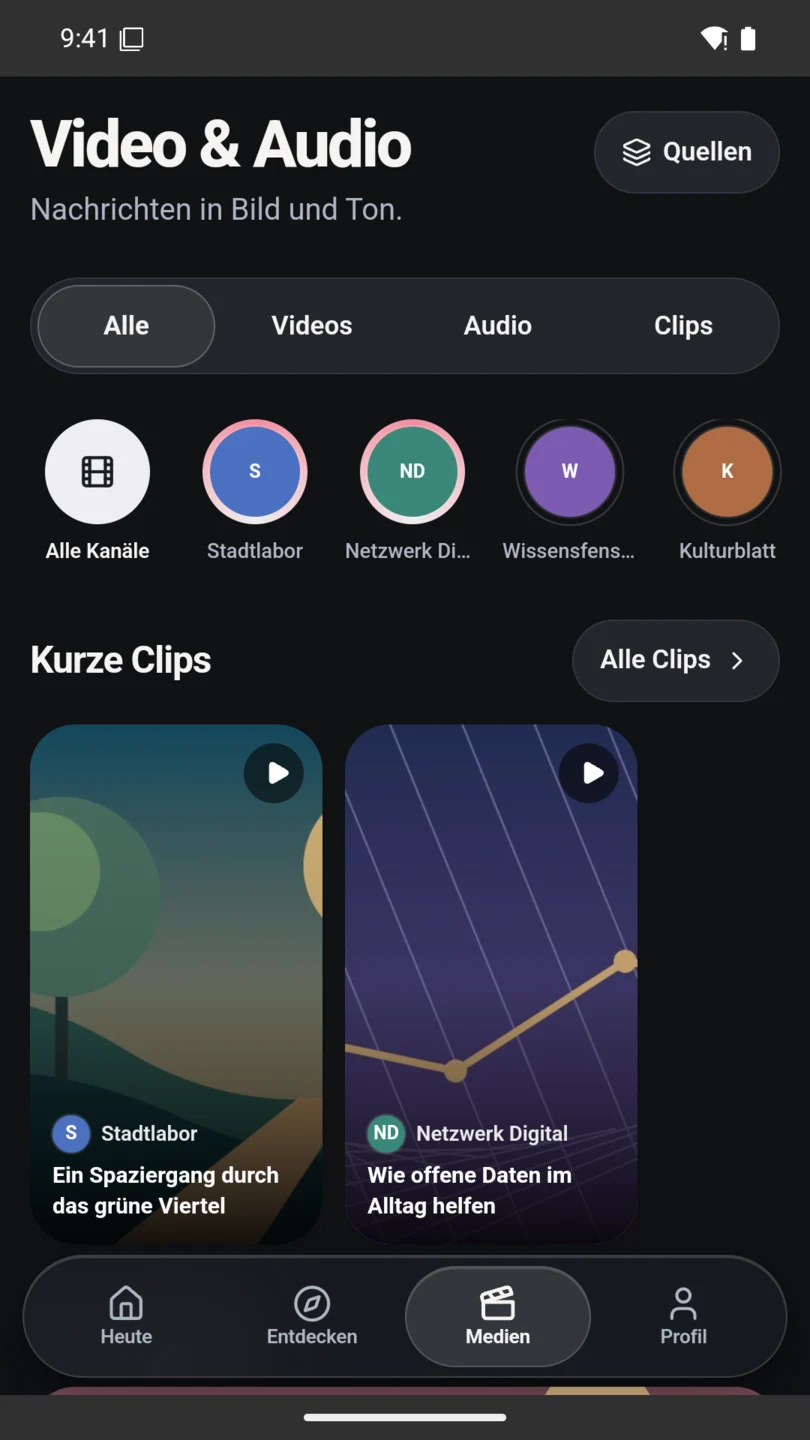 9:41
Video & Audio
Quellen
Nachrichten in Bild und Ton.
Alle
Videos
Audio
Clips
S
ND
W
K
Alle Kanäle
Stadtlabor
Netzwerk Di...
Wissensfens...
Kulturblatt
Kurze Clips
Alle Clips
S
Stadtlabor
Ein Spaziergang durch
das grüne Viertel
ND
Netzwerk Digital
Wie offene Daten im
Alltag helfen
Heute
Entdecken
Medien
Profil